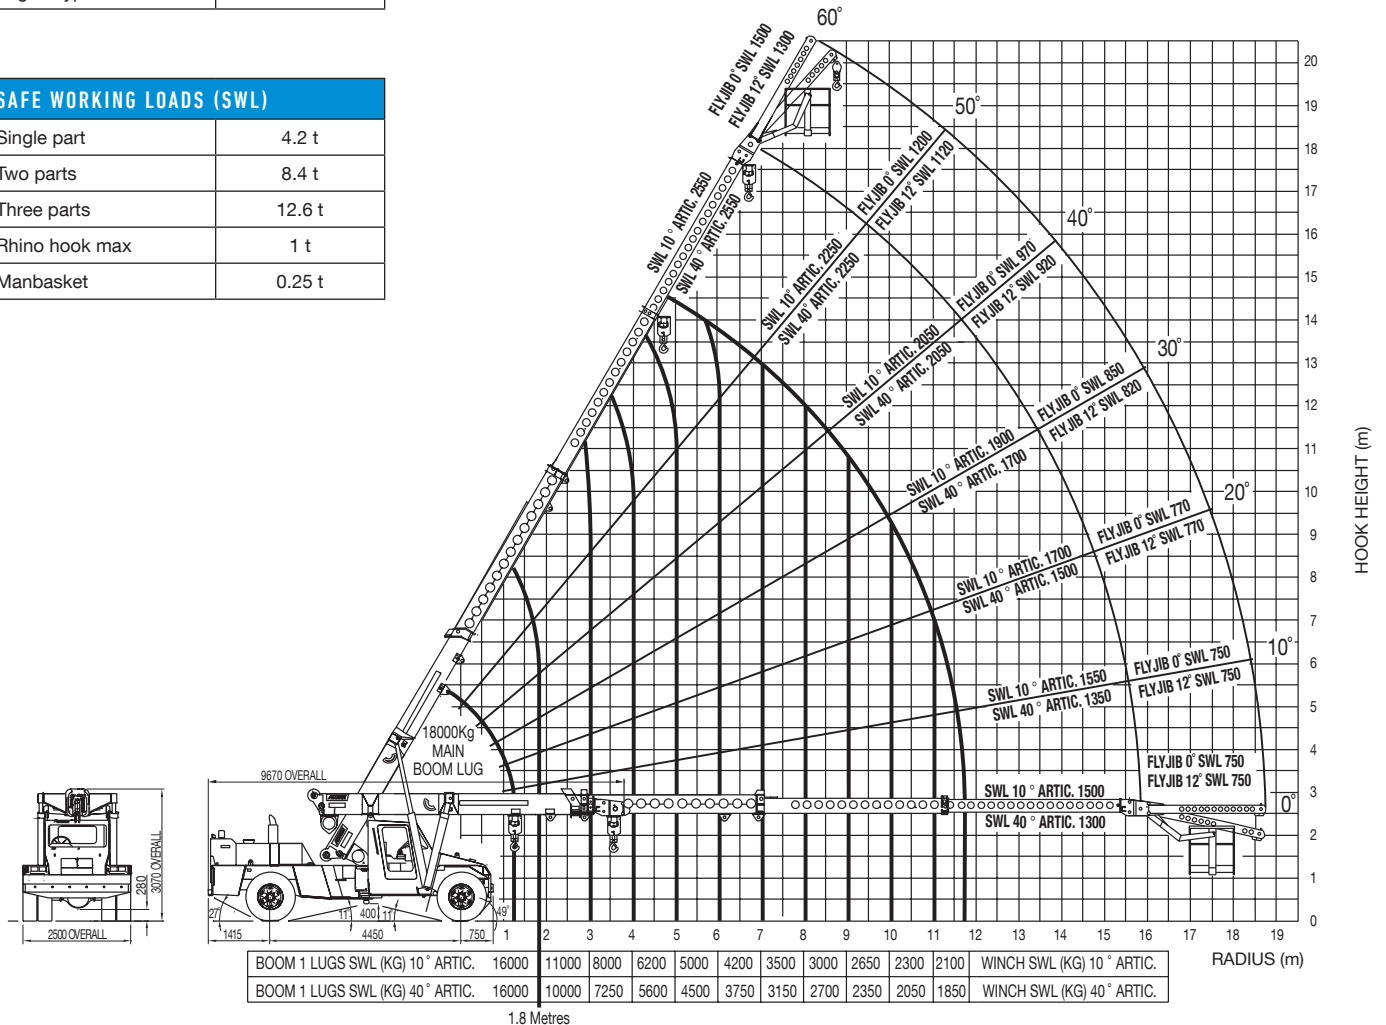 SAFE WORKING LOADS (SWL)
Single part 4.2 t
Two parts 8.4 t
Three parts 12.6 t
Rhino hook max 1 t
Manbasket 0.25 t
60°
FLYJIB 0° SWL 1500
FLYJIB 12° SWL 1300
50°
FLYJIB 0° SWL 1200
FLYJIB 12° SWL 1120
40°
FLYJIB 0° SWL 970
FLYJIB 12° SWL 920
30°
FLYJIB 0° SWL 850
FLYJIB 12° SWL 820
20°
FLYJIB 0° SWL 770
FLYJIB 12° SWL 770
10°
FLYJIB 0° SWL 750
FLYJIB 12° SWL 750
0°
FLYJIB 0° SWL 750
FLYJIB 12° SWL 750
SWL 10° ARTIC. 2550
SWL 40° ARTIC. 2550
SWL 10° ARTIC. 2250
SWL 40° ARTIC. 2250
SWL 10° ARTIC. 2050
SWL 40° ARTIC. 2050
SWL 10° ARTIC. 1900
SWL 40° ARTIC. 1700
SWL 10° ARTIC. 1700
SWL 40° ARTIC. 1500
SWL 10° ARTIC. 1550
SWL 40° ARTIC. 1350
SWL 10° ARTIC. 1500
SWL 40° ARTIC. 1300
20
19
18
17
16
15
14
13
12
11
10
9
8
7
6
5
4
3
2
1
0
HOOK HEIGHT (m)
18000Kg
MAIN
BOOM LUG
9670 OVERALL
280
3070 OVERALL
2500 OVERALL
27°
11°
400
11°
49°
1415
4450
750
1 2 3 4 5 6 7 8 9 10 11 12 13 14 15 16 17 18 19
RADIUS (m)
BOOM 1 LUGS SWL (KG) 10° ARTIC. 16000 11000 8000 6200 5000 4200 3500 3000 2650 2300 2100 WINCH SWL (KG) 10° ARTIC.
BOOM 1 LUGS SWL (KG) 40° ARTIC. 16000 10000 7250 5600 4500 3750 3150 2700 2350 2050 1850 WINCH SWL (KG) 40° ARTIC.
1.8 Metres